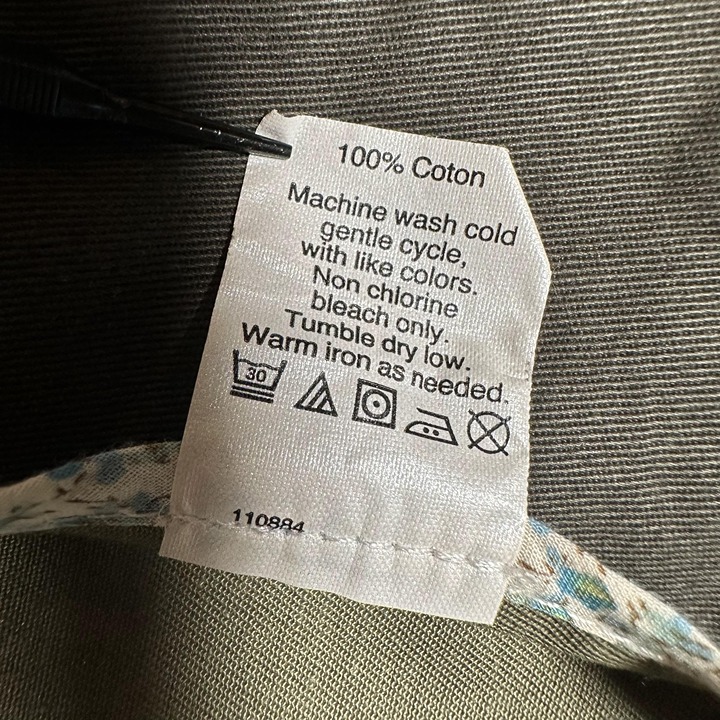 100% Coton
Machine wash cold
gentle cycle,
with like colors.
Non chlorine
bleach only.
Tumble dry low.
Warm iron as needed.
30
110884